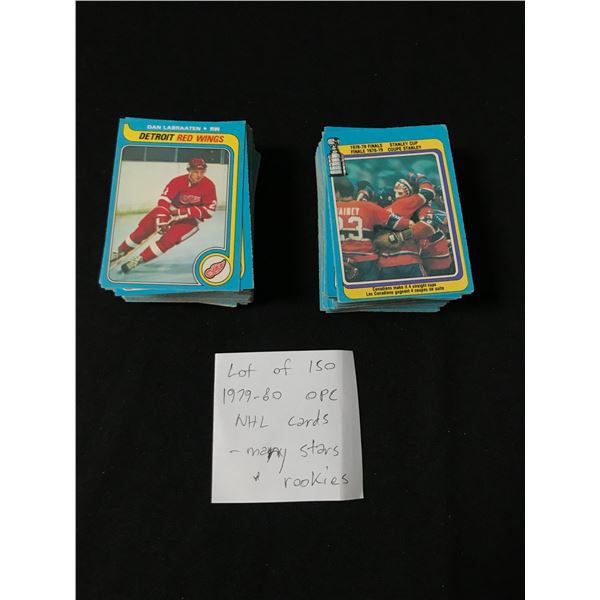 DAN LABRAATEN • RW
DETROIT RED WINGS
1978-79 FINALS STANLEY CUP
FINALE 1978-79 COUPE STANLEY
AINEY
23
Canadiens make it 4 straight cups
Les Canadiens gagnent 4 coupes de suite
Lot of 150
1979-80 OPC
NHL cards
- many stars
+ rookies